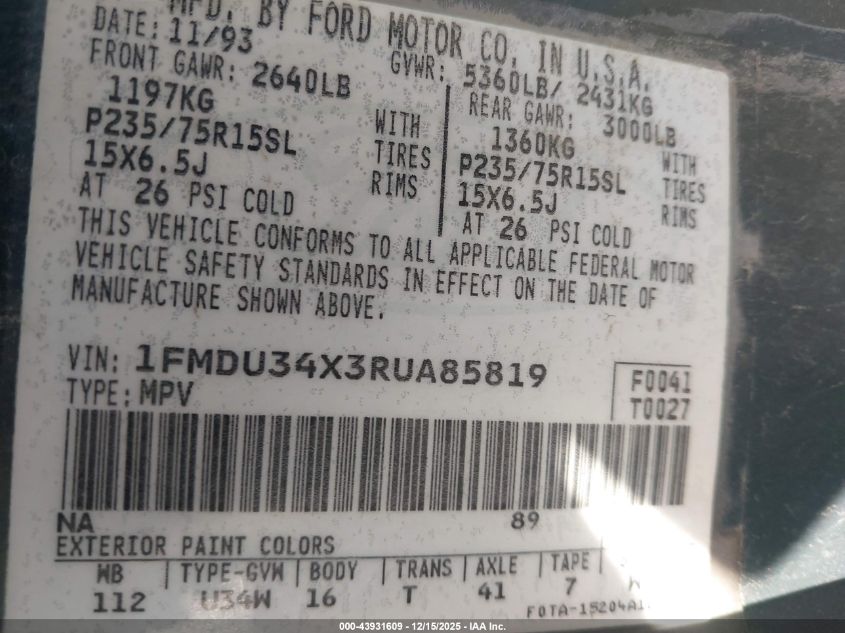 MFD. BY FORD MOTOR CO. IN U.S.A.
DATE: 11/93 GVWR: 5360LB/ 2431KG
FRONT GAWR: 2640LB REAR GAWR: 3000LB
1197KG 1360KG
P235/75R15SL WITH TIRES P235/75R15SL WITH TIRES
15X6.5J RIMS 15X6.5J RIMS
AT 26 PSI COLD AT 26 PSI COLD
THIS VEHICLE CONFORMS TO ALL APPLICABLE FEDERAL MOTOR
VEHICLE SAFETY STANDARDS IN EFFECT ON THE DATE OF
MANUFACTURE SHOWN ABOVE.
VIN: 1FMDU34X3RUA85819 F0041
TYPE: MPV T0027
NA 89
EXTERIOR PAINT COLORS
WB TYPE-GVW BODY TRANS AXLE TAPE
112 U34W 16 T 41 7
F0TA-15204A1
000-43931609 - 12/15/2025 - IAA Inc.